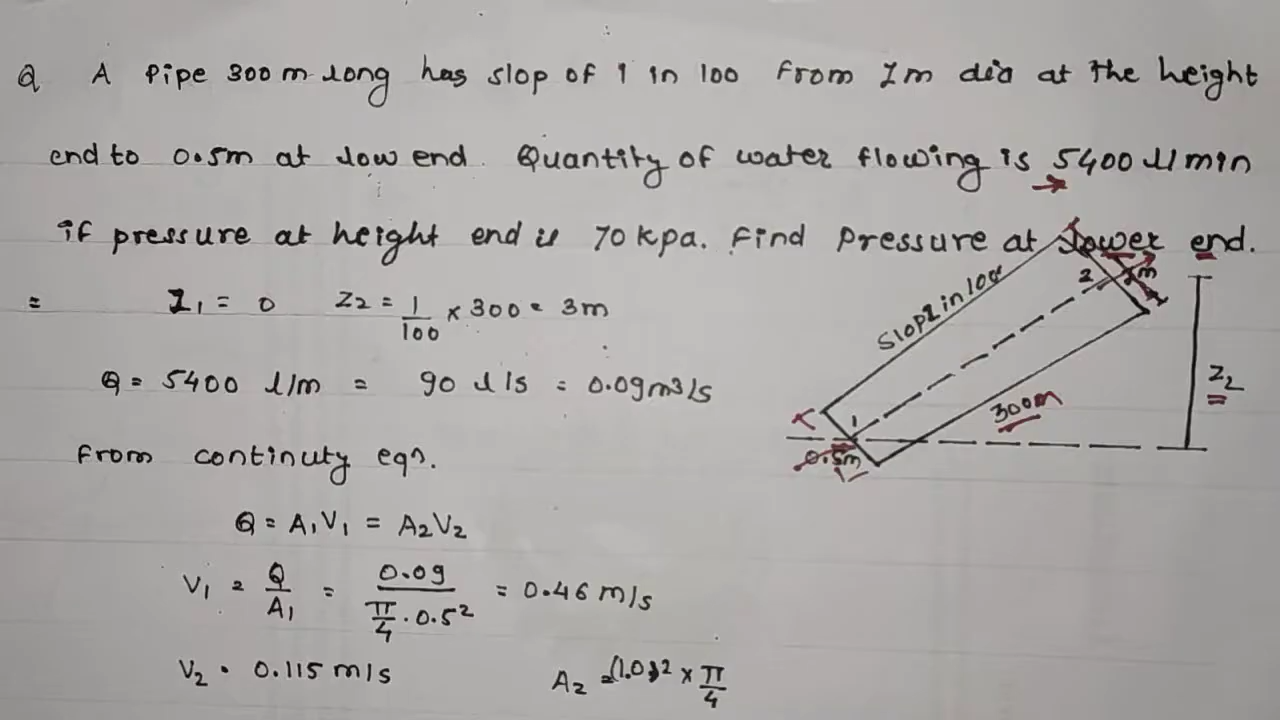 Q A Pipe 300 m long has slop of 1 in 100 from 1m dia at the height
end to 0.5m at low end. Quantity of water flowing is 5400 l/min
if pressure at height end is 70 kpa. Find Pressure at lower end.
= Z₁ = 0 Z₂ = 1/100 × 300 = 3m
Q = 5400 l/m = 90 l/s = 0.09m3/s
from continuty eqn.
Q = A₁V₁ = A₂V₂
V₁ = Q/A₁ = 0.09/(π/4 · 0.5²) = 0.46 m/s
V₂ = 0.115 m/s A₂ = (1.0)² × π/4
Slop 1 in 100
2
1m
Z₂
300m
1
0.5m